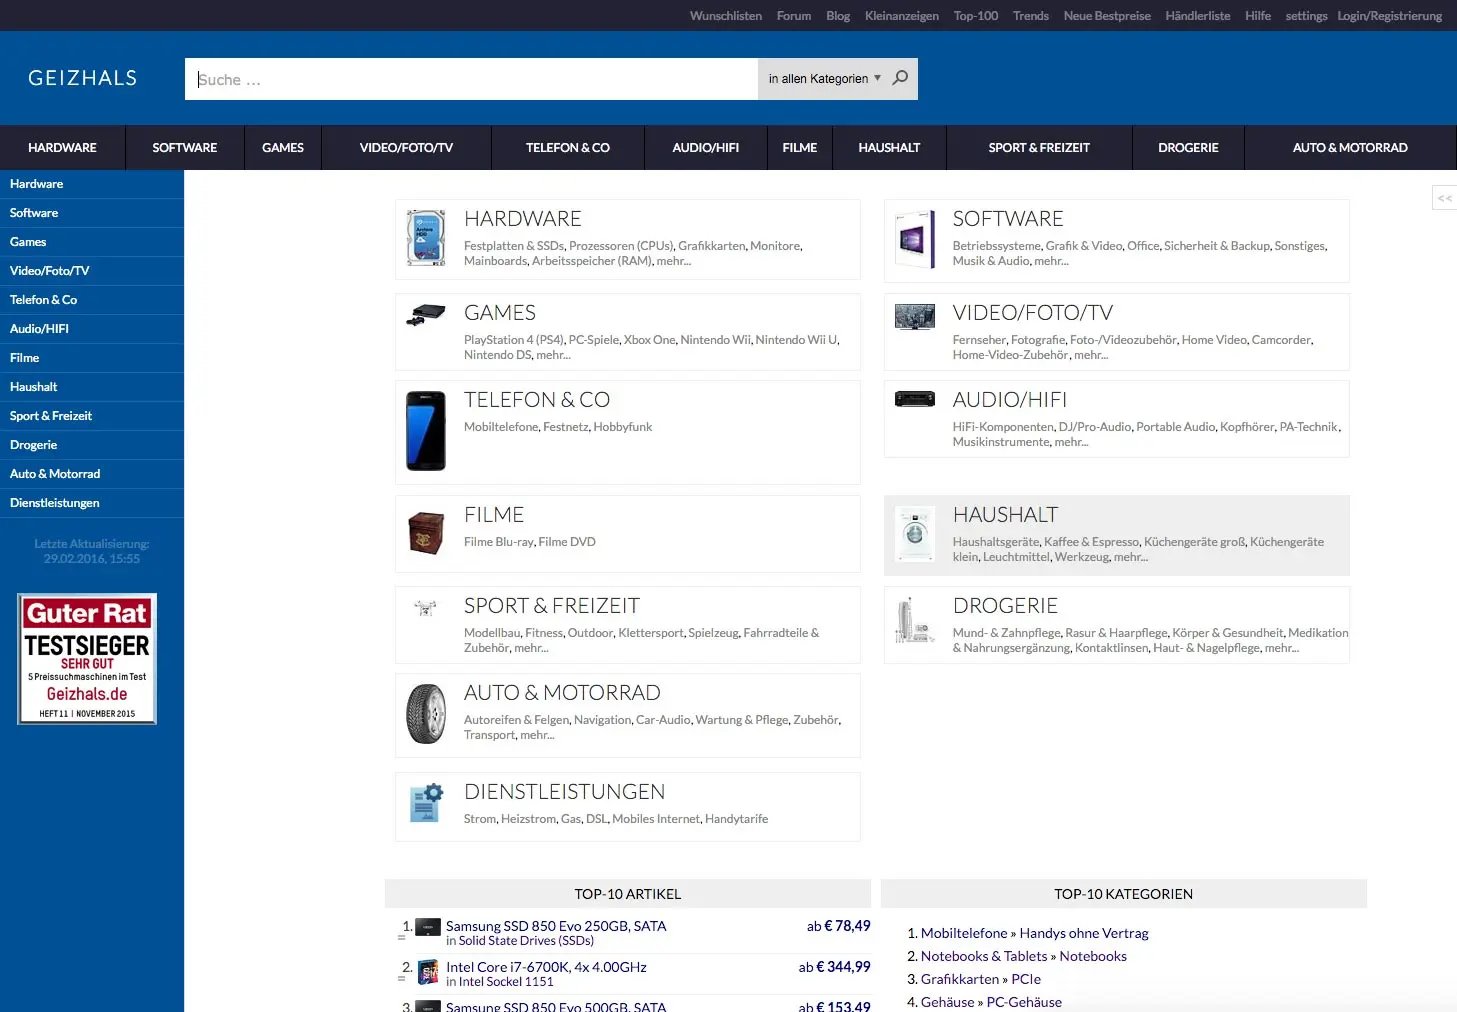 Wunschlisten Forum Blog Kleinanzeigen Top-100 Trends Neue Bestpreise Händlerliste Hilfe settings Login/Registrierung
GEIZHALS
Suche ...
in allen Kategorien
HARDWARE SOFTWARE GAMES VIDEO/FOTO/TV TELEFON & CO AUDIO/HIFI FILME HAUSHALT SPORT & FREIZEIT DROGERIE AUTO & MOTORRAD
Hardware
Software
Games
Video/Foto/TV
Telefon & Co
Audio/HIFI
Filme
Haushalt
Sport & Freizeit
Drogerie
Auto & Motorrad
Dienstleistungen
Letzte Aktualisierung:
29.02.2016, 15:55
Guter Rat
TESTSIEGER
SEHR GUT
5 Preissuchmaschinen im Test
Geizhals.de
HEFT 11 | NOVEMBER 2015
<<
HARDWARE
Festplatten & SSDs, Prozessoren (CPUs), Grafikkarten, Monitore,
Mainboards, Arbeitsspeicher (RAM), mehr...
SOFTWARE
Betriebssysteme, Grafik & Video, Office, Sicherheit & Backup, Sonstiges,
Musik & Audio, mehr...
GAMES
PlayStation 4 (PS4), PC-Spiele, Xbox One, Nintendo Wii, Nintendo Wii U,
Nintendo DS, mehr...
VIDEO/FOTO/TV
Fernseher, Fotografie, Foto-/Videozubehör, Home Video, Camcorder,
Home-Video-Zubehör, mehr...
TELEFON & CO
Mobiltelefone, Festnetz, Hobbyfunk
AUDIO/HIFI
HiFi-Komponenten, DJ/Pro-Audio, Portable Audio, Kopfhörer, PA-Technik,
Musikinstrumente, mehr...
FILME
Filme Blu-ray, Filme DVD
HAUSHALT
Haushaltsgeräte, Kaffee & Espresso, Küchengeräte groß, Küchengeräte
klein, Leuchtmittel, Werkzeug, mehr...
SPORT & FREIZEIT
Modellbau, Fitness, Outdoor, Klettersport, Spielzeug, Fahrradteile &
Zubehör, mehr...
DROGERIE
Mund- & Zahnpflege, Rasur & Haarpflege, Körper & Gesundheit, Medikation
& Nahrungsergänzung, Kontaktlinsen, Haut- & Nagelpflege, mehr...
AUTO & MOTORRAD
Autoreifen & Felgen, Navigation, Car-Audio, Wartung & Pflege, Zubehör,
Transport, mehr...
DIENSTLEISTUNGEN
Strom, Heizstrom, Gas, DSL, Mobiles Internet, Handytarife
TOP-10 ARTIKEL
1. Samsung SSD 850 Evo 250GB, SATA ab € 78,49
= in Solid State Drives (SSDs)
2. Intel Core i7-6700K, 4x 4.00GHz ab € 344,99
= in Intel Sockel 1151
3. Samsung SSD 850 Evo 500GB, SATA ab € 153,49
TOP-10 KATEGORIEN
1. Mobiltelefone » Handys ohne Vertrag
2. Notebooks & Tablets » Notebooks
3. Grafikkarten » PCIe
4. Gehäuse » PC-Gehäuse